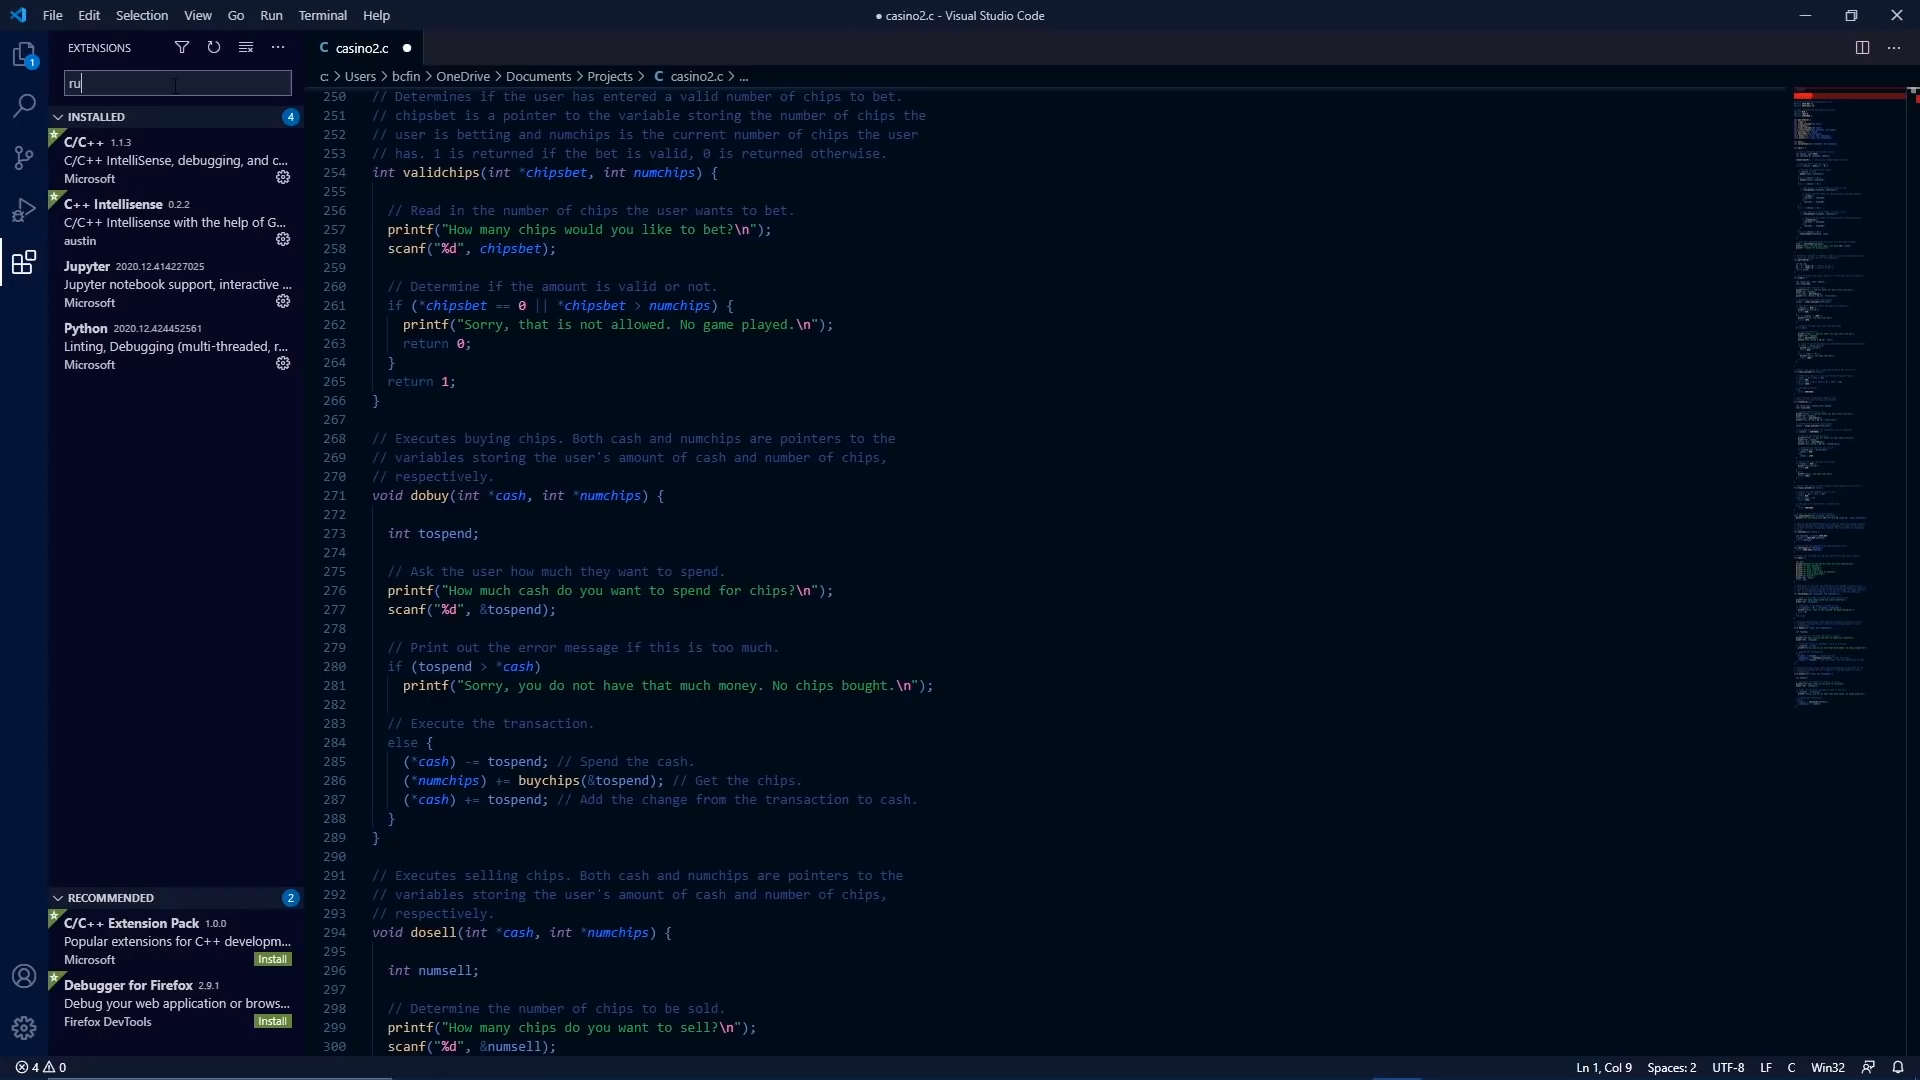 File Edit Selection View Go Run Terminal Help
● casino2.c - Visual Studio Code
EXTENSIONS
C casino2.c
1
c: > Users > bcfin > OneDrive > Documents > Projects > C casino2.c > ...
ru
INSTALLED 4
C/C++ 1.1.3
C/C++ IntelliSense, debugging, and c...
Microsoft
C++ Intellisense 0.2.2
C/C++ Intellisense with the help of G...
austin
Jupyter 2020.12.414227025
Jupyter notebook support, interactive ...
Microsoft
Python 2020.12.424452561
Linting, Debugging (multi-threaded, r...
Microsoft
RECOMMENDED 2
C/C++ Extension Pack 1.0.0
Popular extensions for C++ developm...
Microsoft Install
Debugger for Firefox 2.9.1
Debug your web application or brows...
Firefox DevTools Install
250 // Determines if the user has entered a valid number of chips to bet.
251 // chipsbet is a pointer to the variable storing the number of chips the
252 // user is betting and numchips is the current number of chips the user
253 // has. 1 is returned if the bet is valid, 0 is returned otherwise.
254 int validchips(int *chipsbet, int numchips) {
255
256 // Read in the number of chips the user wants to bet.
257 printf("How many chips would you like to bet?\n");
258 scanf("%d", chipsbet);
259
260 // Determine if the amount is valid or not.
261 if (*chipsbet == 0 || *chipsbet > numchips) {
262 printf("Sorry, that is not allowed. No game played.\n");
263 return 0;
264 }
265 return 1;
266 }
267
268 // Executes buying chips. Both cash and numchips are pointers to the
269 // variables storing the user's amount of cash and number of chips,
270 // respectively.
271 void dobuy(int *cash, int *numchips) {
272
273 int tospend;
274
275 // Ask the user how much they want to spend.
276 printf("How much cash do you want to spend for chips?\n");
277 scanf("%d", &tospend);
278
279 // Print out the error message if this is too much.
280 if (tospend > *cash)
281 printf("Sorry, you do not have that much money. No chips bought.\n");
282
283 // Execute the transaction.
284 else {
285 (*cash) -= tospend; // Spend the cash.
286 (*numchips) += buychips(&tospend); // Get the chips.
287 (*cash) += tospend; // Add the change from the transaction to cash.
288 }
289 }
290
291 // Executes selling chips. Both cash and numchips are pointers to the
292 // variables storing the user's amount of cash and number of chips,
293 // respectively.
294 void dosell(int *cash, int *numchips) {
295
296 int numsell;
297
298 // Determine the number of chips to be sold.
299 printf("How many chips do you want to sell?\n");
300 scanf("%d", &numsell);
4 0
Ln 1, Col 9 Spaces: 2 UTF-8 LF C Win32